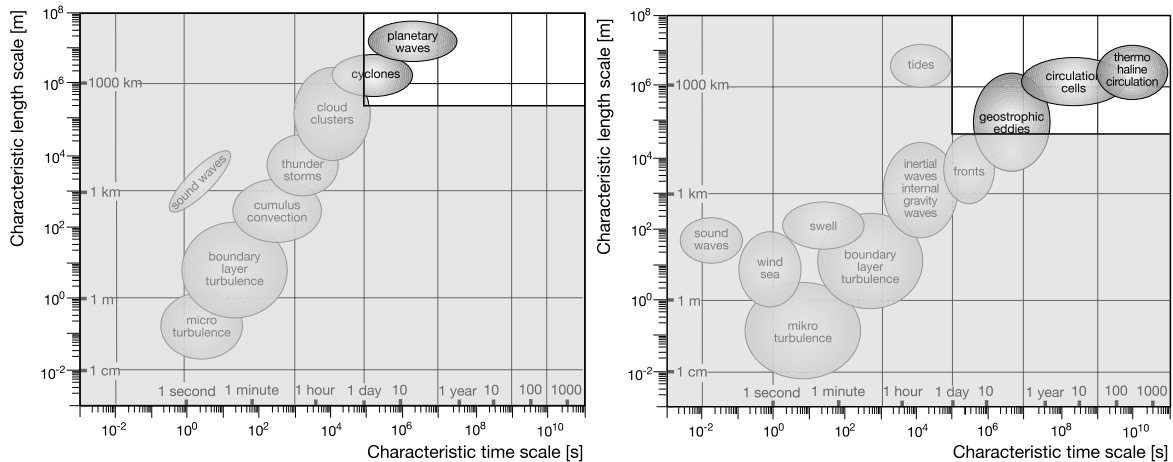 Characteristic length scale [m]
10^8
planetary
waves
cyclones
10^6
1000 km
cloud
clusters
10^4
thunder
storms
sound waves
1 km
cumulus
convection
10^2
boundary
layer
turbulence
10^0
1 m
micro
turbulence
10^-2
1 cm
1 second 1 minute 1 hour 1 day 10 1 year 10 100 1000
10^-2 10^0 10^2 10^4 10^6 10^8 10^10
Characteristic time scale [s]
Characteristic length scale [m]
10^8
tides
thermo
haline
circulation
circulatio
cells
10^6
1000 km
geostrophic
eddies
10^4
inertial
waves
internal
gravity
waves
fronts
1 km
10^2
sound
waves
swell
wind
sea
boundary
layer
turbulence
10^0
1 m
mikro
turbulence
10^-2
1 cm
1 second 1 minute 1 hour 1 day 10 1 year 10 100 1000
10^-2 10^0 10^2 10^4 10^6 10^8 10^10
Characteristic time scale [s]